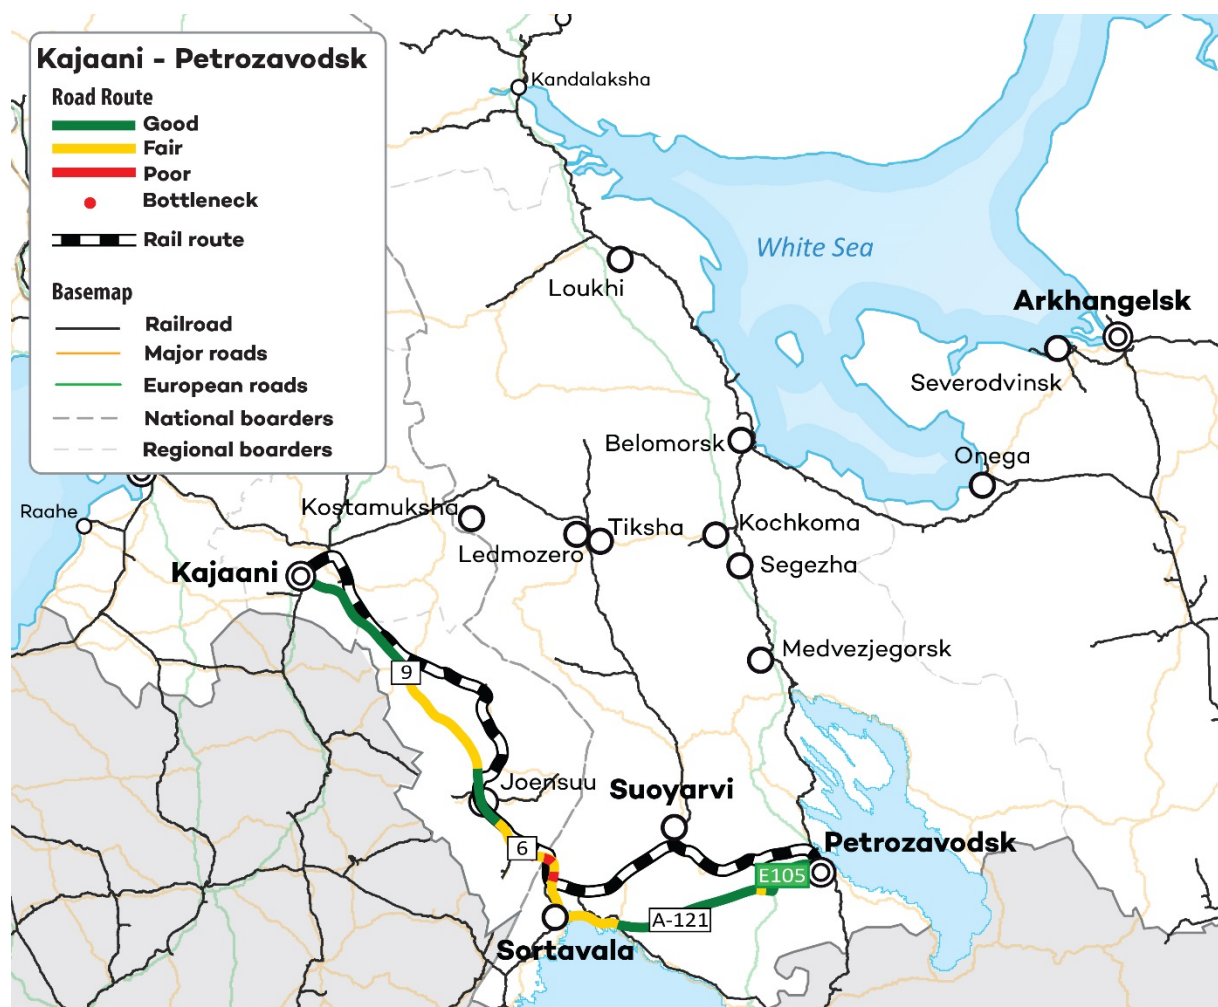 Kajaani - Petrozavodsk
Road Route
Good
Fair
Poor
Bottleneck
Rail route
Basemap
Railroad
Major roads
European roads
National boarders
Regional boarders
Kandalaksha
White Sea
Loukhi
Arkhangelsk
Severodvinsk
Belomorsk
Onega
Raahe
Kostamuksha
Ledmozero
Tiksha
Kochkoma
Segezha
Kajaani
Medvezjegorsk
9
Joensuu
Suoyarvi
Petrozavodsk
6
E105
A-121
Sortavala